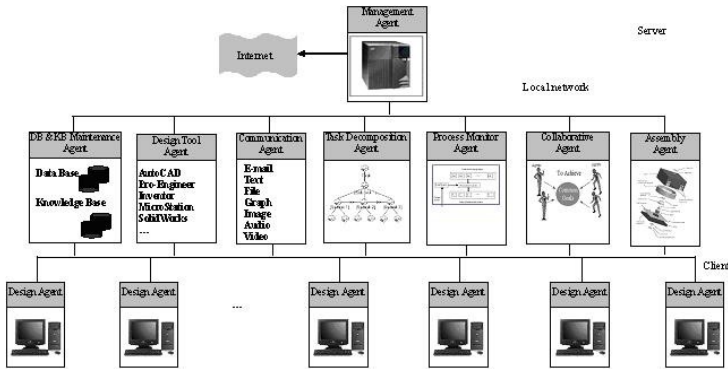 Management
Agent
Server
Internet
Local network
DB & KB Maintenance
Agent
Data Base
Knowledge Base
Design Tool
Agent
AutoCAD
Pro-Engineer
Inventor
MicroStation
SolidWorks
...
Communication
Agent
E-mail
Text
File
Graph
Image
Audio
Video
Task Decomposition
Agent
Process Monitor
Agent
Collaborative
Agent
To Achieve
Common
Goals
Assembly
Agent
Client
Design Agent
Design Agent
...
Design Agent
Design Agent
Design Agent
Design Agent